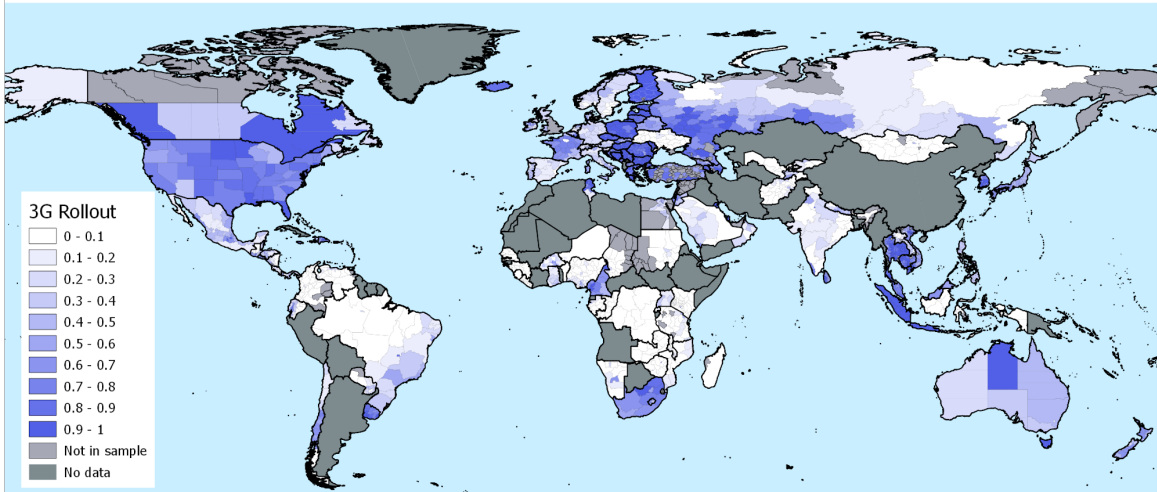 3G Rollout
0 - 0.1
0.1 - 0.2
0.2 - 0.3
0.3 - 0.4
0.4 - 0.5
0.5 - 0.6
0.6 - 0.7
0.7 - 0.8
0.8 - 0.9
0.9 - 1
Not in sample
No data